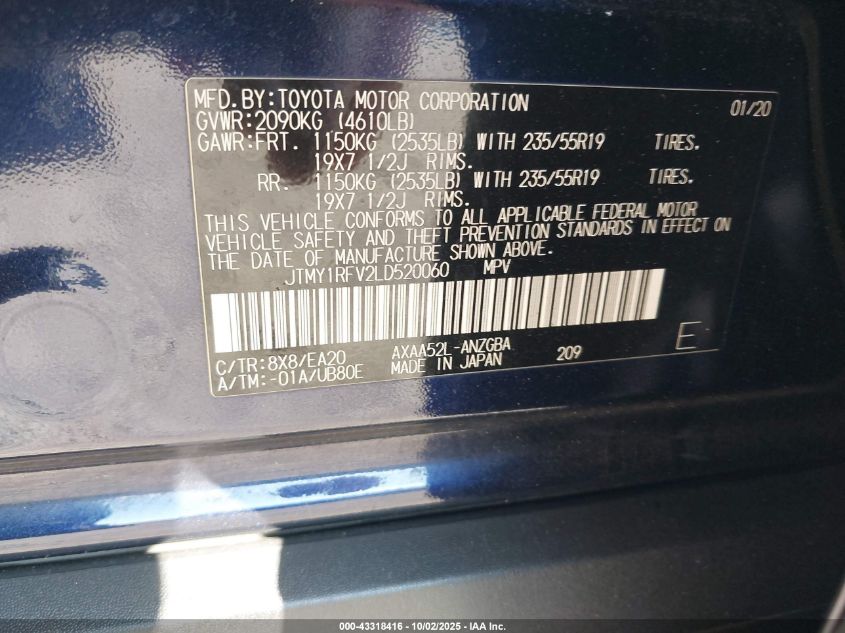 MFD.BY:TOYOTA MOTOR CORPORATION 01/20
GVWR:2090KG (4610LB)
GAWR:FRT. 1150KG (2535LB) WITH 235/55R19 TIRES.
19X7 1/2J RIMS.
RR. 1150KG (2535LB) WITH 235/55R19 TIRES.
19X7 1/2J RIMS.
THIS VEHICLE CONFORMS TO ALL APPLICABLE FEDERAL MOTOR
VEHICLE SAFETY AND THEFT PREVENTION STANDARDS IN EFFECT ON
THE DATE OF MANUFACTURE SHOWN ABOVE.
JTMY1RFV2LD520060 MPV
C/TR:8X8/EA20 AXAA52L-ANZGBA 209 E
A/TM:-01A/UB80E MADE IN JAPAN
000-43318416 - 10/02/2025 - IAA Inc.